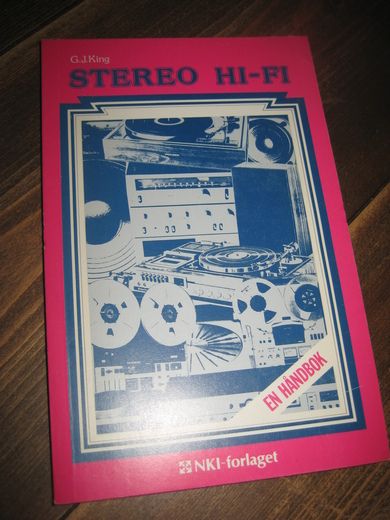 G.J.King
STEREO HI-FI
EN HÅNDBOK
NKI-forlaget